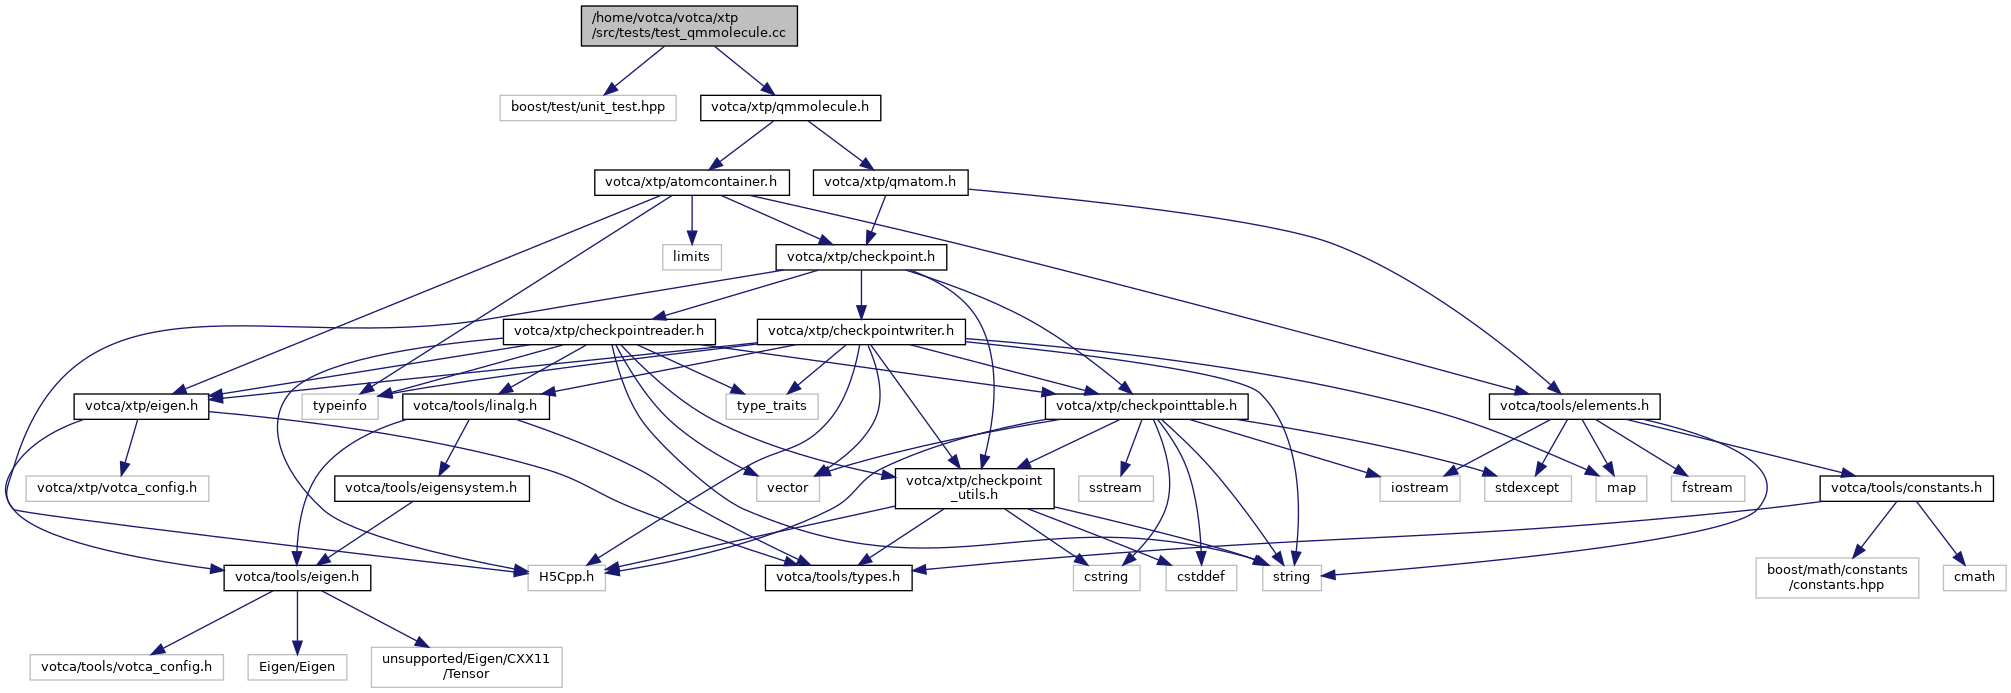 /home/votca/votca/xtp
/src/tests/test_qmmolecule.cc
boost/test/unit_test.hpp
votca/xtp/qmmolecule.h
votca/xtp/atomcontainer.h
votca/xtp/qmatom.h
limits
votca/xtp/checkpoint.h
votca/xtp/checkpointreader.h
votca/xtp/checkpointwriter.h
votca/xtp/eigen.h
typeinfo
votca/tools/linalg.h
type_traits
votca/xtp/checkpointtable.h
votca/tools/elements.h
votca/xtp/votca_config.h
votca/tools/eigensystem.h
vector
votca/xtp/checkpoint
_utils.h
sstream
iostream
stdexcept
map
fstream
votca/tools/constants.h
votca/tools/eigen.h
H5Cpp.h
votca/tools/types.h
cstring
cstddef
string
boost/math/constants
/constants.hpp
cmath
votca/tools/votca_config.h
Eigen/Eigen
unsupported/Eigen/CXX11
/Tensor